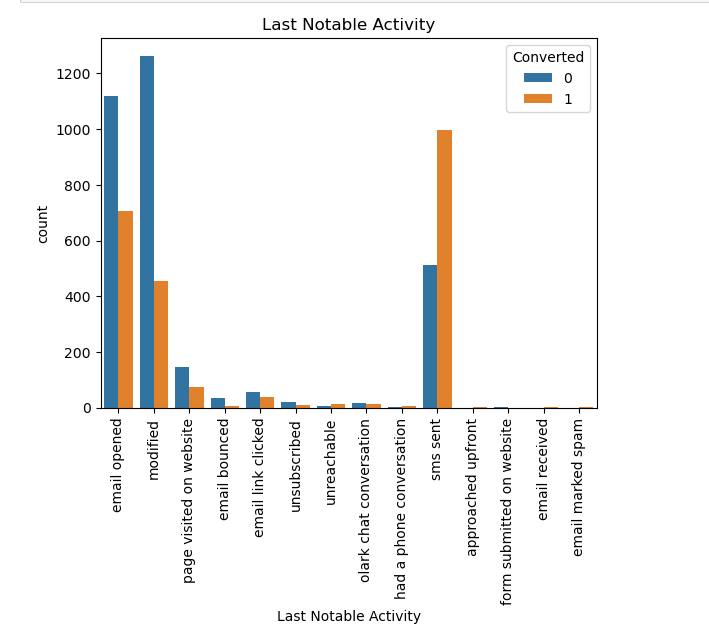 Last Notable Activity
Converted
0
1
1200
1000
800
600
400
200
0
count
email opened
modified
page visited on website
email bounced
email link clicked
unsubscribed
unreachable
olark chat conversation
had a phone conversation
sms sent
approached upfront
form submitted on website
email received
email marked spam
Last Notable Activity